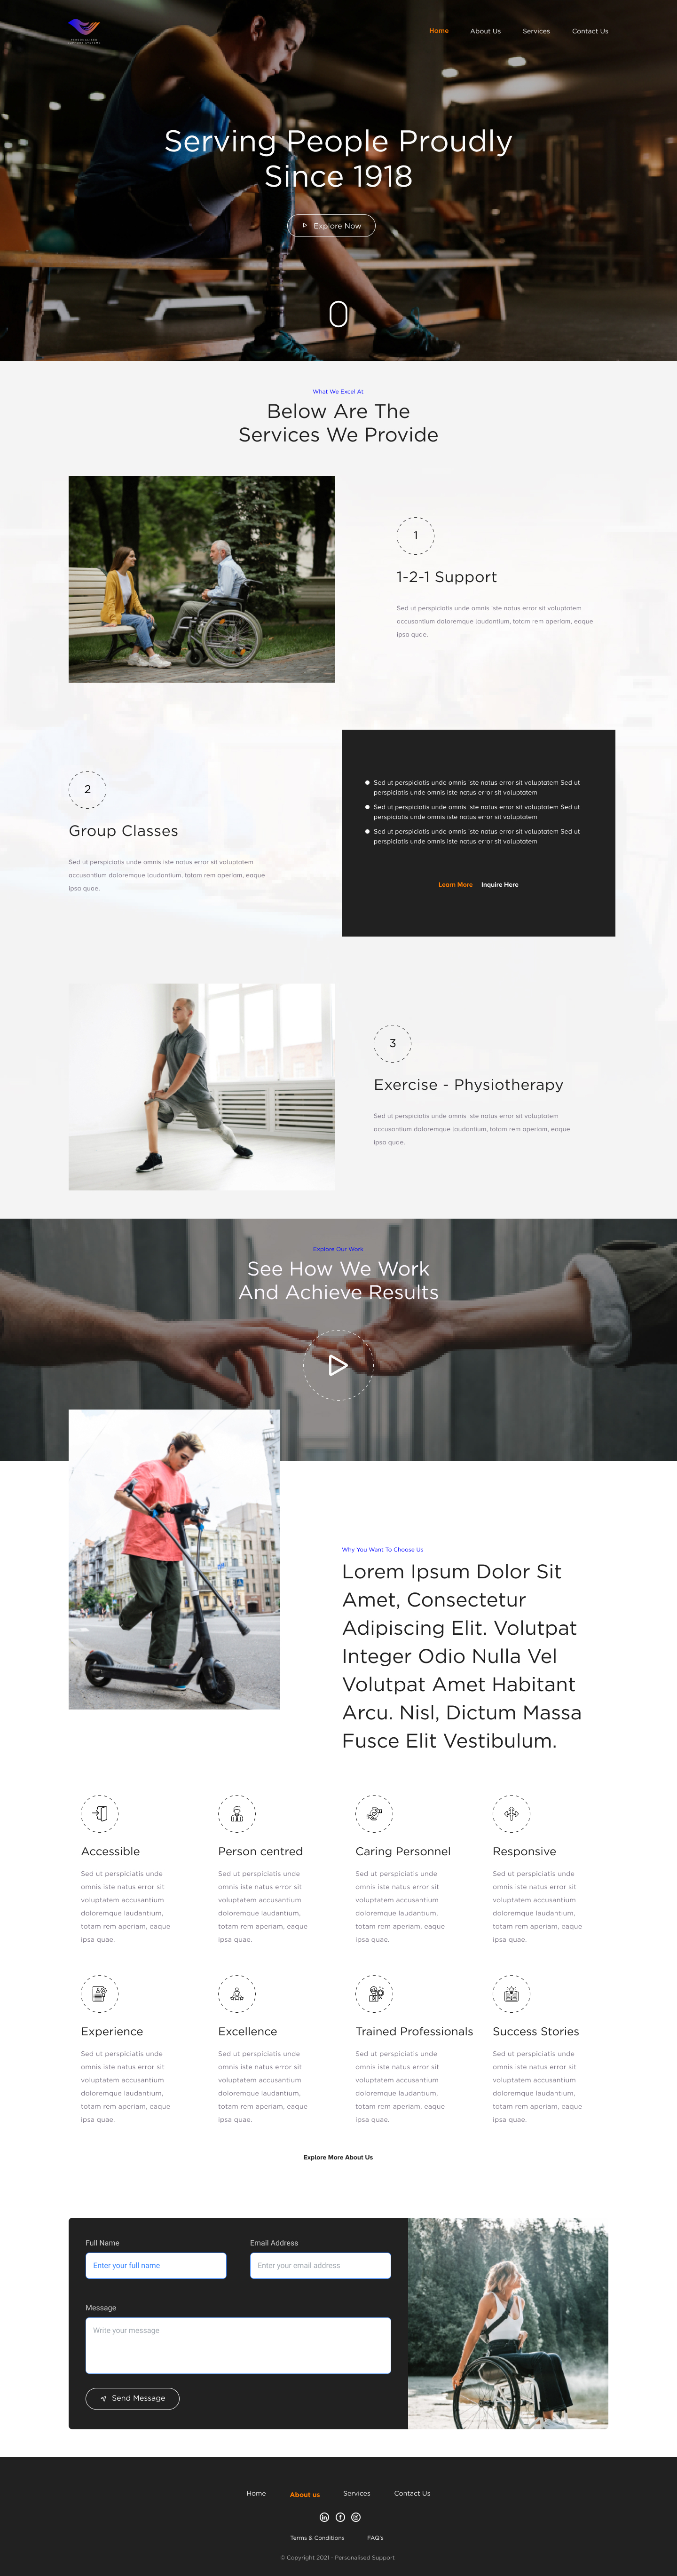 PERSONALISED
SUPPORT SYSTEMS
Home About Us Services Contact Us
Serving People Proudly
Since 1918
Explore Now
What We Excel At
Below Are The
Services We Provide
1
1-2-1 Support
Sed ut perspiciatis unde omnis iste natus error sit voluptatem
accusantium doloremque laudantium, totam rem aperiam, eaque
ipsa quae.
2
Group Classes
Sed ut perspiciatis unde omnis iste natus error sit voluptatem
accusantium doloremque laudantium, totam rem aperiam, eaque
ipsa quae.
Sed ut perspiciatis unde omnis iste natus error sit voluptatem Sed ut
perspiciatis unde omnis iste natus error sit voluptatem
Sed ut perspiciatis unde omnis iste natus error sit voluptatem Sed ut
perspiciatis unde omnis iste natus error sit voluptatem
Sed ut perspiciatis unde omnis iste natus error sit voluptatem Sed ut
perspiciatis unde omnis iste natus error sit voluptatem
Learn More Inquire Here
3
Exercise - Physiotherapy
Sed ut perspiciatis unde omnis iste natus error sit voluptatem
accusantium doloremque laudantium, totam rem aperiam, eaque
ipsa quae.
Explore Our Work
See How We Work
And Achieve Results
Why You Want To Choose Us
Lorem Ipsum Dolor Sit
Amet, Consectetur
Adipiscing Elit. Volutpat
Integer Odio Nulla Vel
Volutpat Amet Habitant
Arcu. Nisl, Dictum Massa
Fusce Elit Vestibulum.
Accessible
Sed ut perspiciatis unde
omnis iste natus error sit
voluptatem accusantium
doloremque laudantium,
totam rem aperiam, eaque
ipsa quae.
Person centred
Sed ut perspiciatis unde
omnis iste natus error sit
voluptatem accusantium
doloremque laudantium,
totam rem aperiam, eaque
ipsa quae.
Caring Personnel
Sed ut perspiciatis unde
omnis iste natus error sit
voluptatem accusantium
doloremque laudantium,
totam rem aperiam, eaque
ipsa quae.
Responsive
Sed ut perspiciatis unde
omnis iste natus error sit
voluptatem accusantium
doloremque laudantium,
totam rem aperiam, eaque
ipsa quae.
Experience
Sed ut perspiciatis unde
omnis iste natus error sit
voluptatem accusantium
doloremque laudantium,
totam rem aperiam, eaque
ipsa quae.
Excellence
Sed ut perspiciatis unde
omnis iste natus error sit
voluptatem accusantium
doloremque laudantium,
totam rem aperiam, eaque
ipsa quae.
Trained Professionals
Sed ut perspiciatis unde
omnis iste natus error sit
voluptatem accusantium
doloremque laudantium,
totam rem aperiam, eaque
ipsa quae.
Success Stories
Sed ut perspiciatis unde
omnis iste natus error sit
voluptatem accusantium
doloremque laudantium,
totam rem aperiam, eaque
ipsa quae.
Explore More About Us
Full Name Email Address
Enter your full name Enter your email address
Message
Write your message
Send Message
Home About us Services Contact Us
in f
Terms & Conditions FAQ's
© Copyright 2021 - Personalised Support